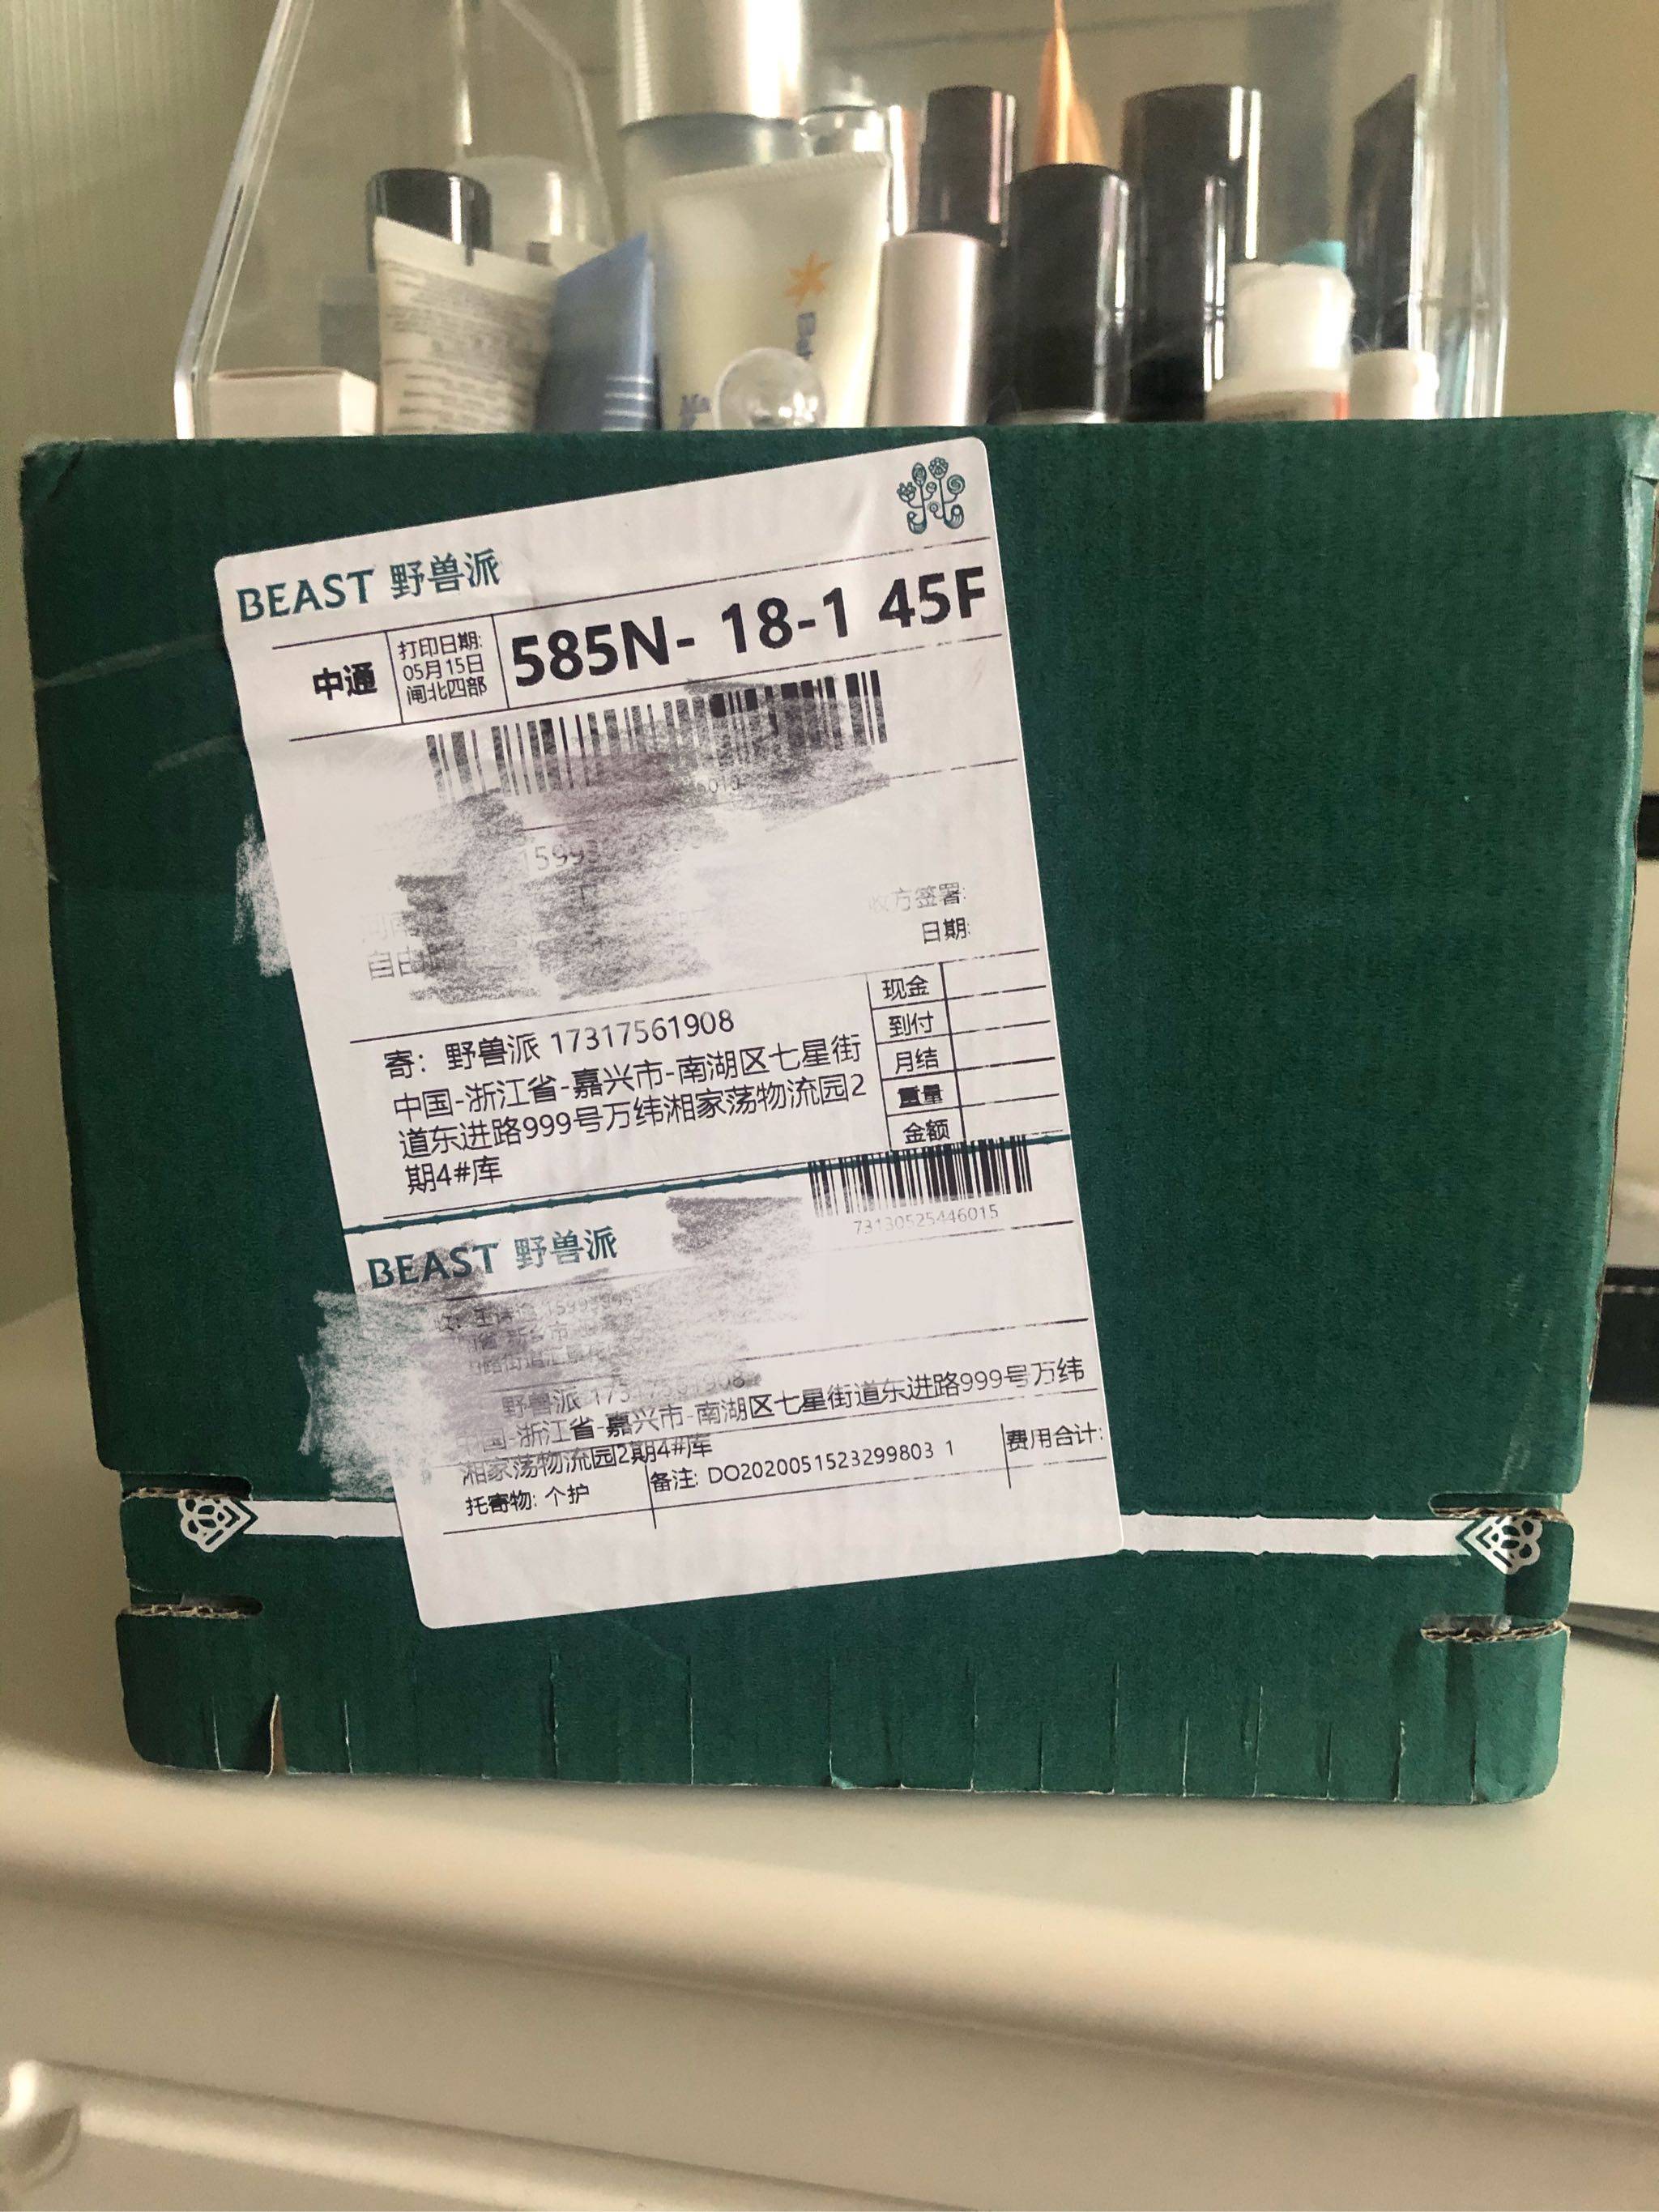 BEAST 野兽派
中通
打印日期:
05月15日
闸北四部
585N- 18-1 45F
收方签署:
日期:
寄: 野兽派 17317561908
中国-浙江省-嘉兴市-南湖区七星街
道东进路999号万纬湘家荡物流园2
期4#库
现金
到付
月结
重量
金额
73130525446015
BEAST 野兽派
野兽派 17317561908
中国-浙江省-嘉兴市-南湖区七星街道东进路999号万纬
湘家荡物流园2期4#库
托寄物: 个护
备注: DO2020051523299803 1
费用合计: